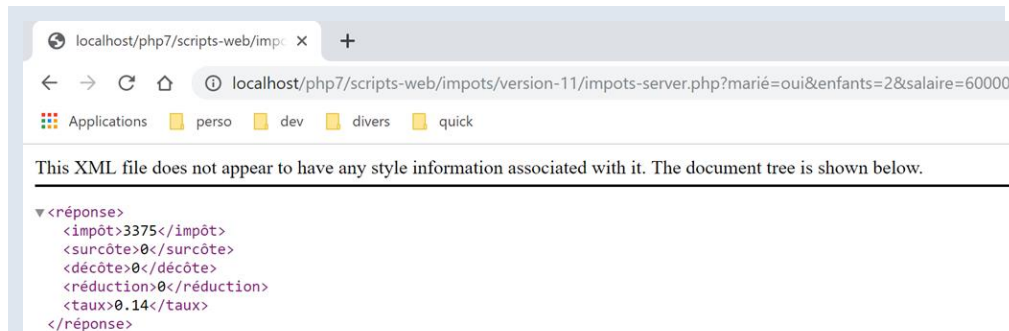 localhost/php7/scripts-web/impo
localhost/php7/scripts-web/impots/version-11/impots-server.php?marié=oui&enfants=2&salaire=60000
Applications perso dev divers quick
This XML file does not appear to have any style information associated with it. The document tree is shown below.
▼<réponse>
<impôt>3375</impôt>
<surcôte>0</surcôte>
<décôte>0</décôte>
<réduction>0</réduction>
<taux>0.14</taux>
</réponse>